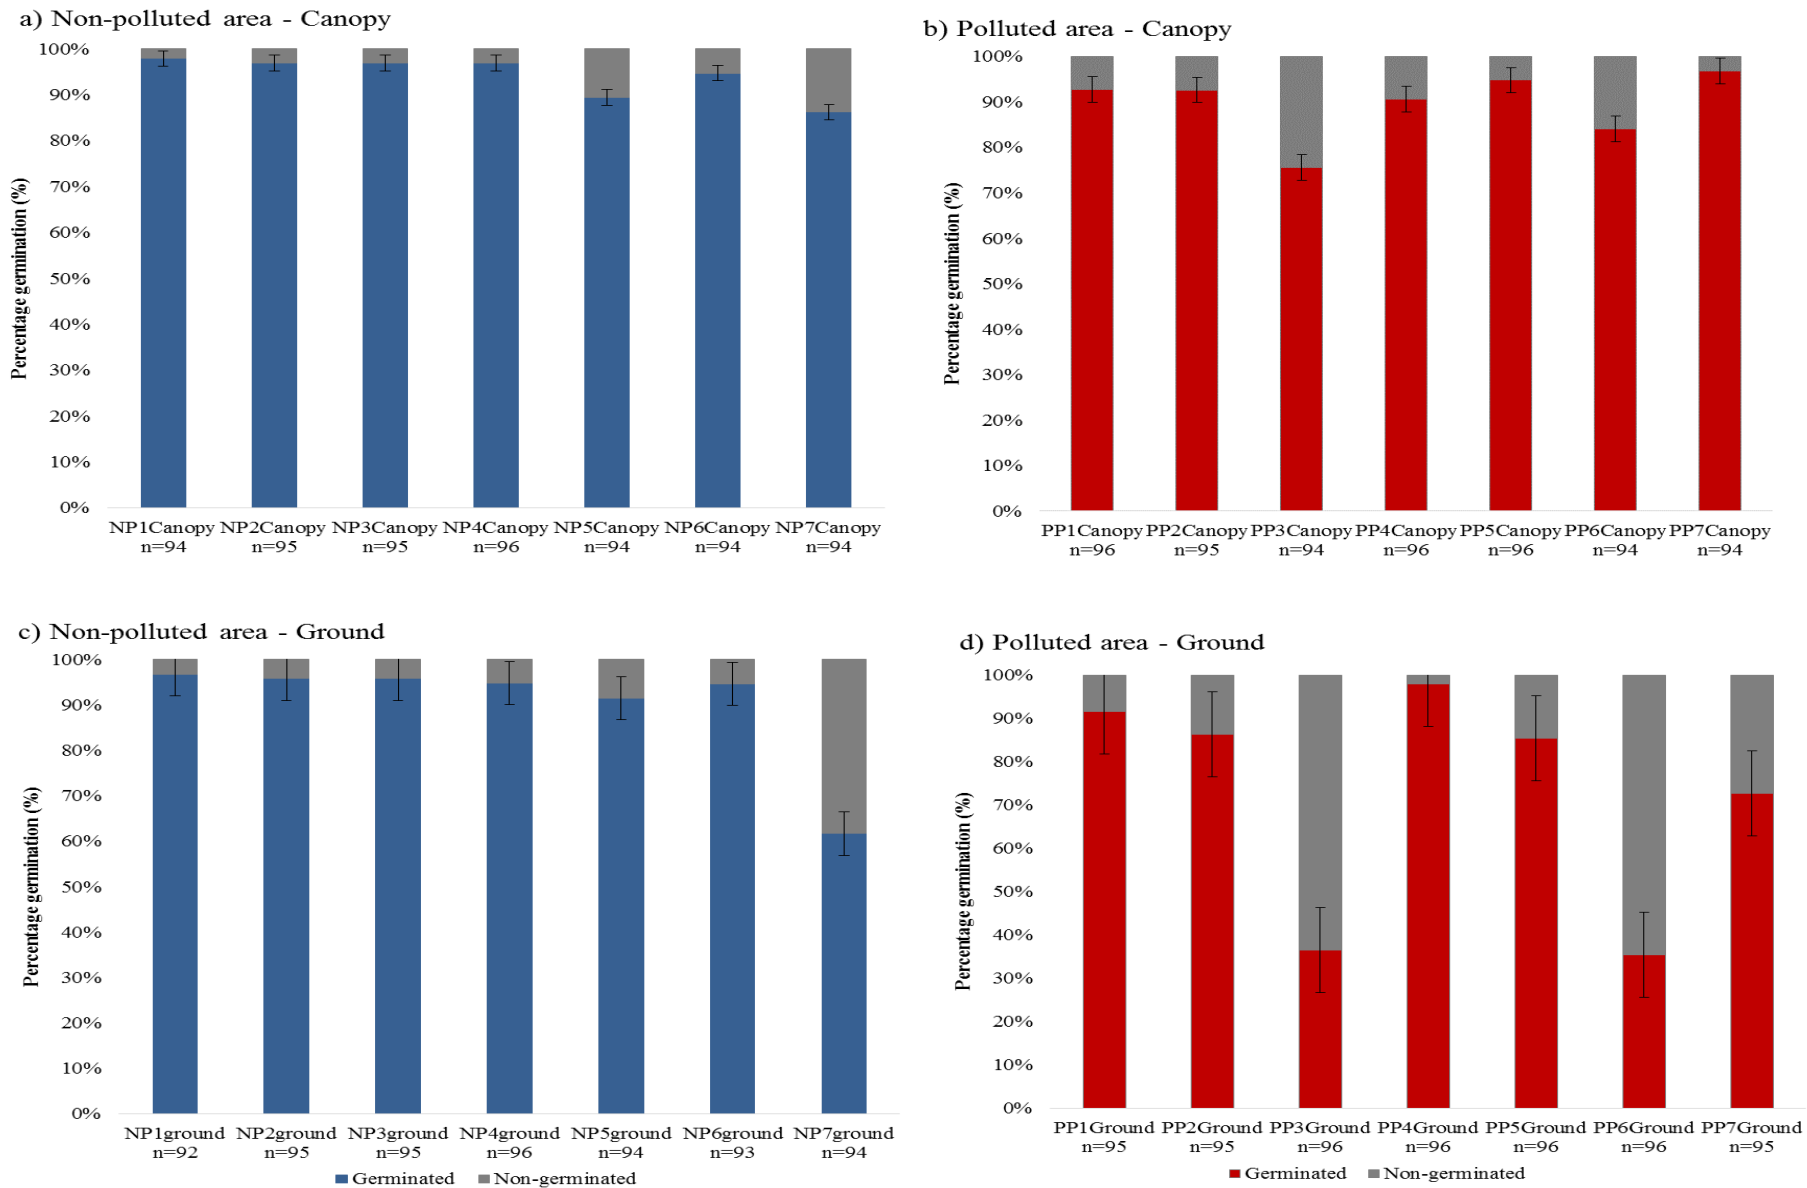 a) Non-polluted area - Canopy
100%
90%
80%
70%
60%
50%
40%
30%
20%
10%
0%
Percentage germination (%)
NP1Canopy NP2Canopy NP3Canopy NP4Canopy NP5Canopy NP6Canopy NP7Canopy
n=94 n=95 n=95 n=96 n=94 n=94 n=94
b) Polluted area - Canopy
100%
90%
80%
70%
60%
50%
40%
30%
20%
10%
0%
Percentage germination (%)
PP1Canopy PP2Canopy PP3Canopy PP4Canopy PP5Canopy PP6Canopy PP7Canopy
n=96 n=95 n=94 n=96 n=96 n=94 n=94
c) Non-polluted area - Ground
100%
90%
80%
70%
60%
50%
40%
30%
20%
10%
0%
Percentage germination (%)
NP1ground NP2ground NP3ground NP4ground NP5ground NP6ground NP7ground
n=92 n=95 n=95 n=96 n=94 n=93 n=94
Germinated Non-germinated
d) Polluted area - Ground
100%
90%
80%
70%
60%
50%
40%
30%
20%
10%
0%
Percentage germination (%)
PP1Ground PP2Ground PP3Ground PP4Ground PP5Ground PP6Ground PP7Ground
n=95 n=95 n=96 n=96 n=96 n=96 n=95
Germinated Non-germinated